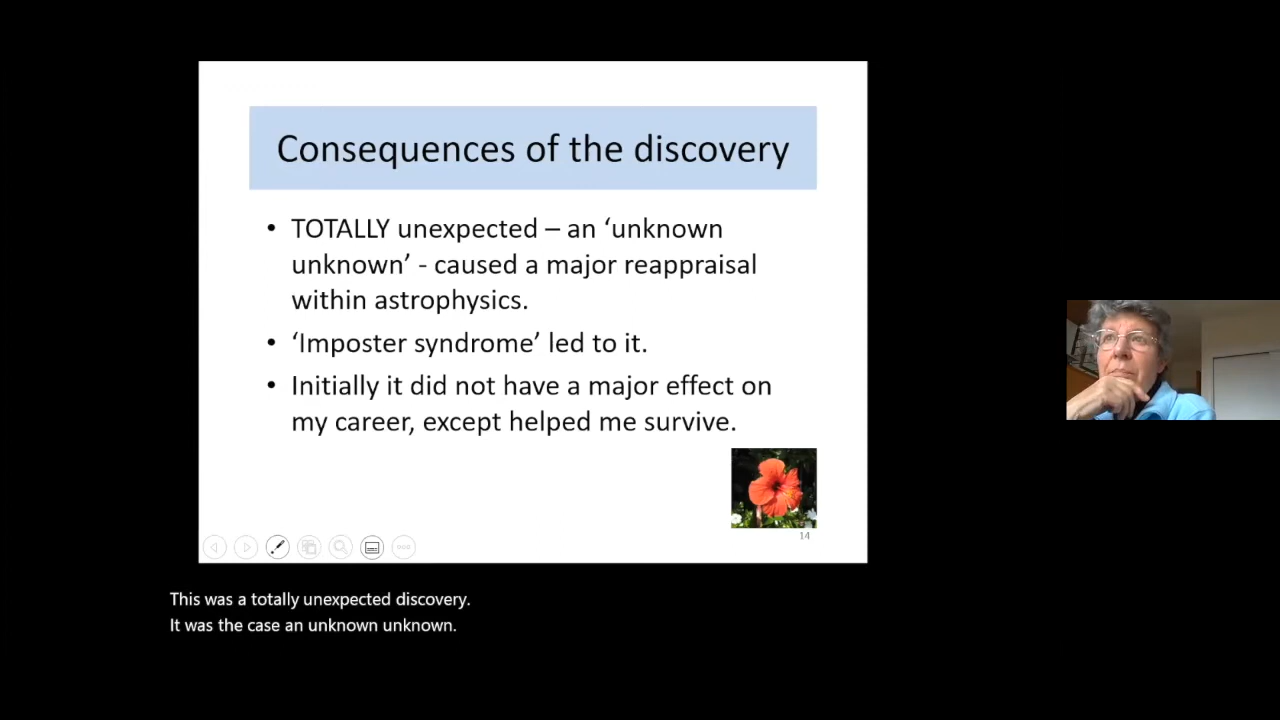 Consequences of the discovery
• TOTALLY unexpected – an ‘unknown
unknown’ - caused a major reappraisal
within astrophysics.
• ‘Imposter syndrome’ led to it.
• Initially it did not have a major effect on
my career, except helped me survive.
14
This was a totally unexpected discovery.
It was the case an unknown unknown.